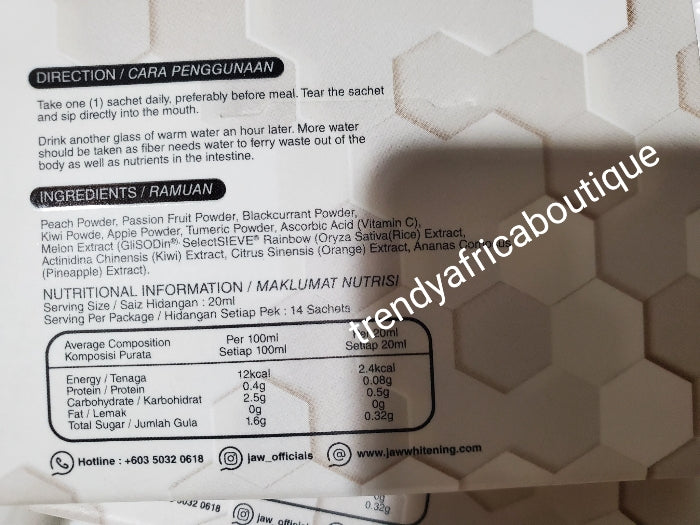 DIRECTION / CARA PENGGUNAAN
Take one (1) sachet daily, preferably before meal. Tear the sachet
and sip directly into the mouth.
Drink another glass of warm water an hour later. More water
should be taken as fiber needs water to ferry waste out of the
body as well as nutrients in the intestine.
INGREDIENTS / RAMUAN
Peach Powder, Passion Fruit Powder, Blackcurrant Powder,
Kiwi Powde, Apple Powder, Tumeric Powder, Ascorbic Acid (Vitamin C),
Melon Extract (GliSODin®). SelectSIEVE® Rainbow (Oryza Sativa(Rice) Extract,
Actinidina Chinensis (Kiwi) Extract, Citrus Sinensis (Orange) Extract, Ananas
(Pineapple) Extract).
trendyafricaboutique
NUTRITIONAL INFORMATION / MAKLUMAT NUTRISI
Serving Size / Saiz Hidangan : 20ml
Serving Per Package / Hidangan Setiap Pek : 14 Sachets
Average Composition Per 100ml Per 20ml
Komposisi Purata Setiap 100ml Setiap 20ml
Energy / Tenaga 12kcal 2.4kcal
Protein / Protein 0.4g 0.08g
Carbohydrate / Karbohidrat 2.5g 0.5g
Fat / Lemak 0g 0g
Total Sugar / Jumlah Gula 1.6g 0.32g
Hotline : +603 5032 0618 jaw_officials www.jawwhitening.com
0g
0.32g
0618 jaw